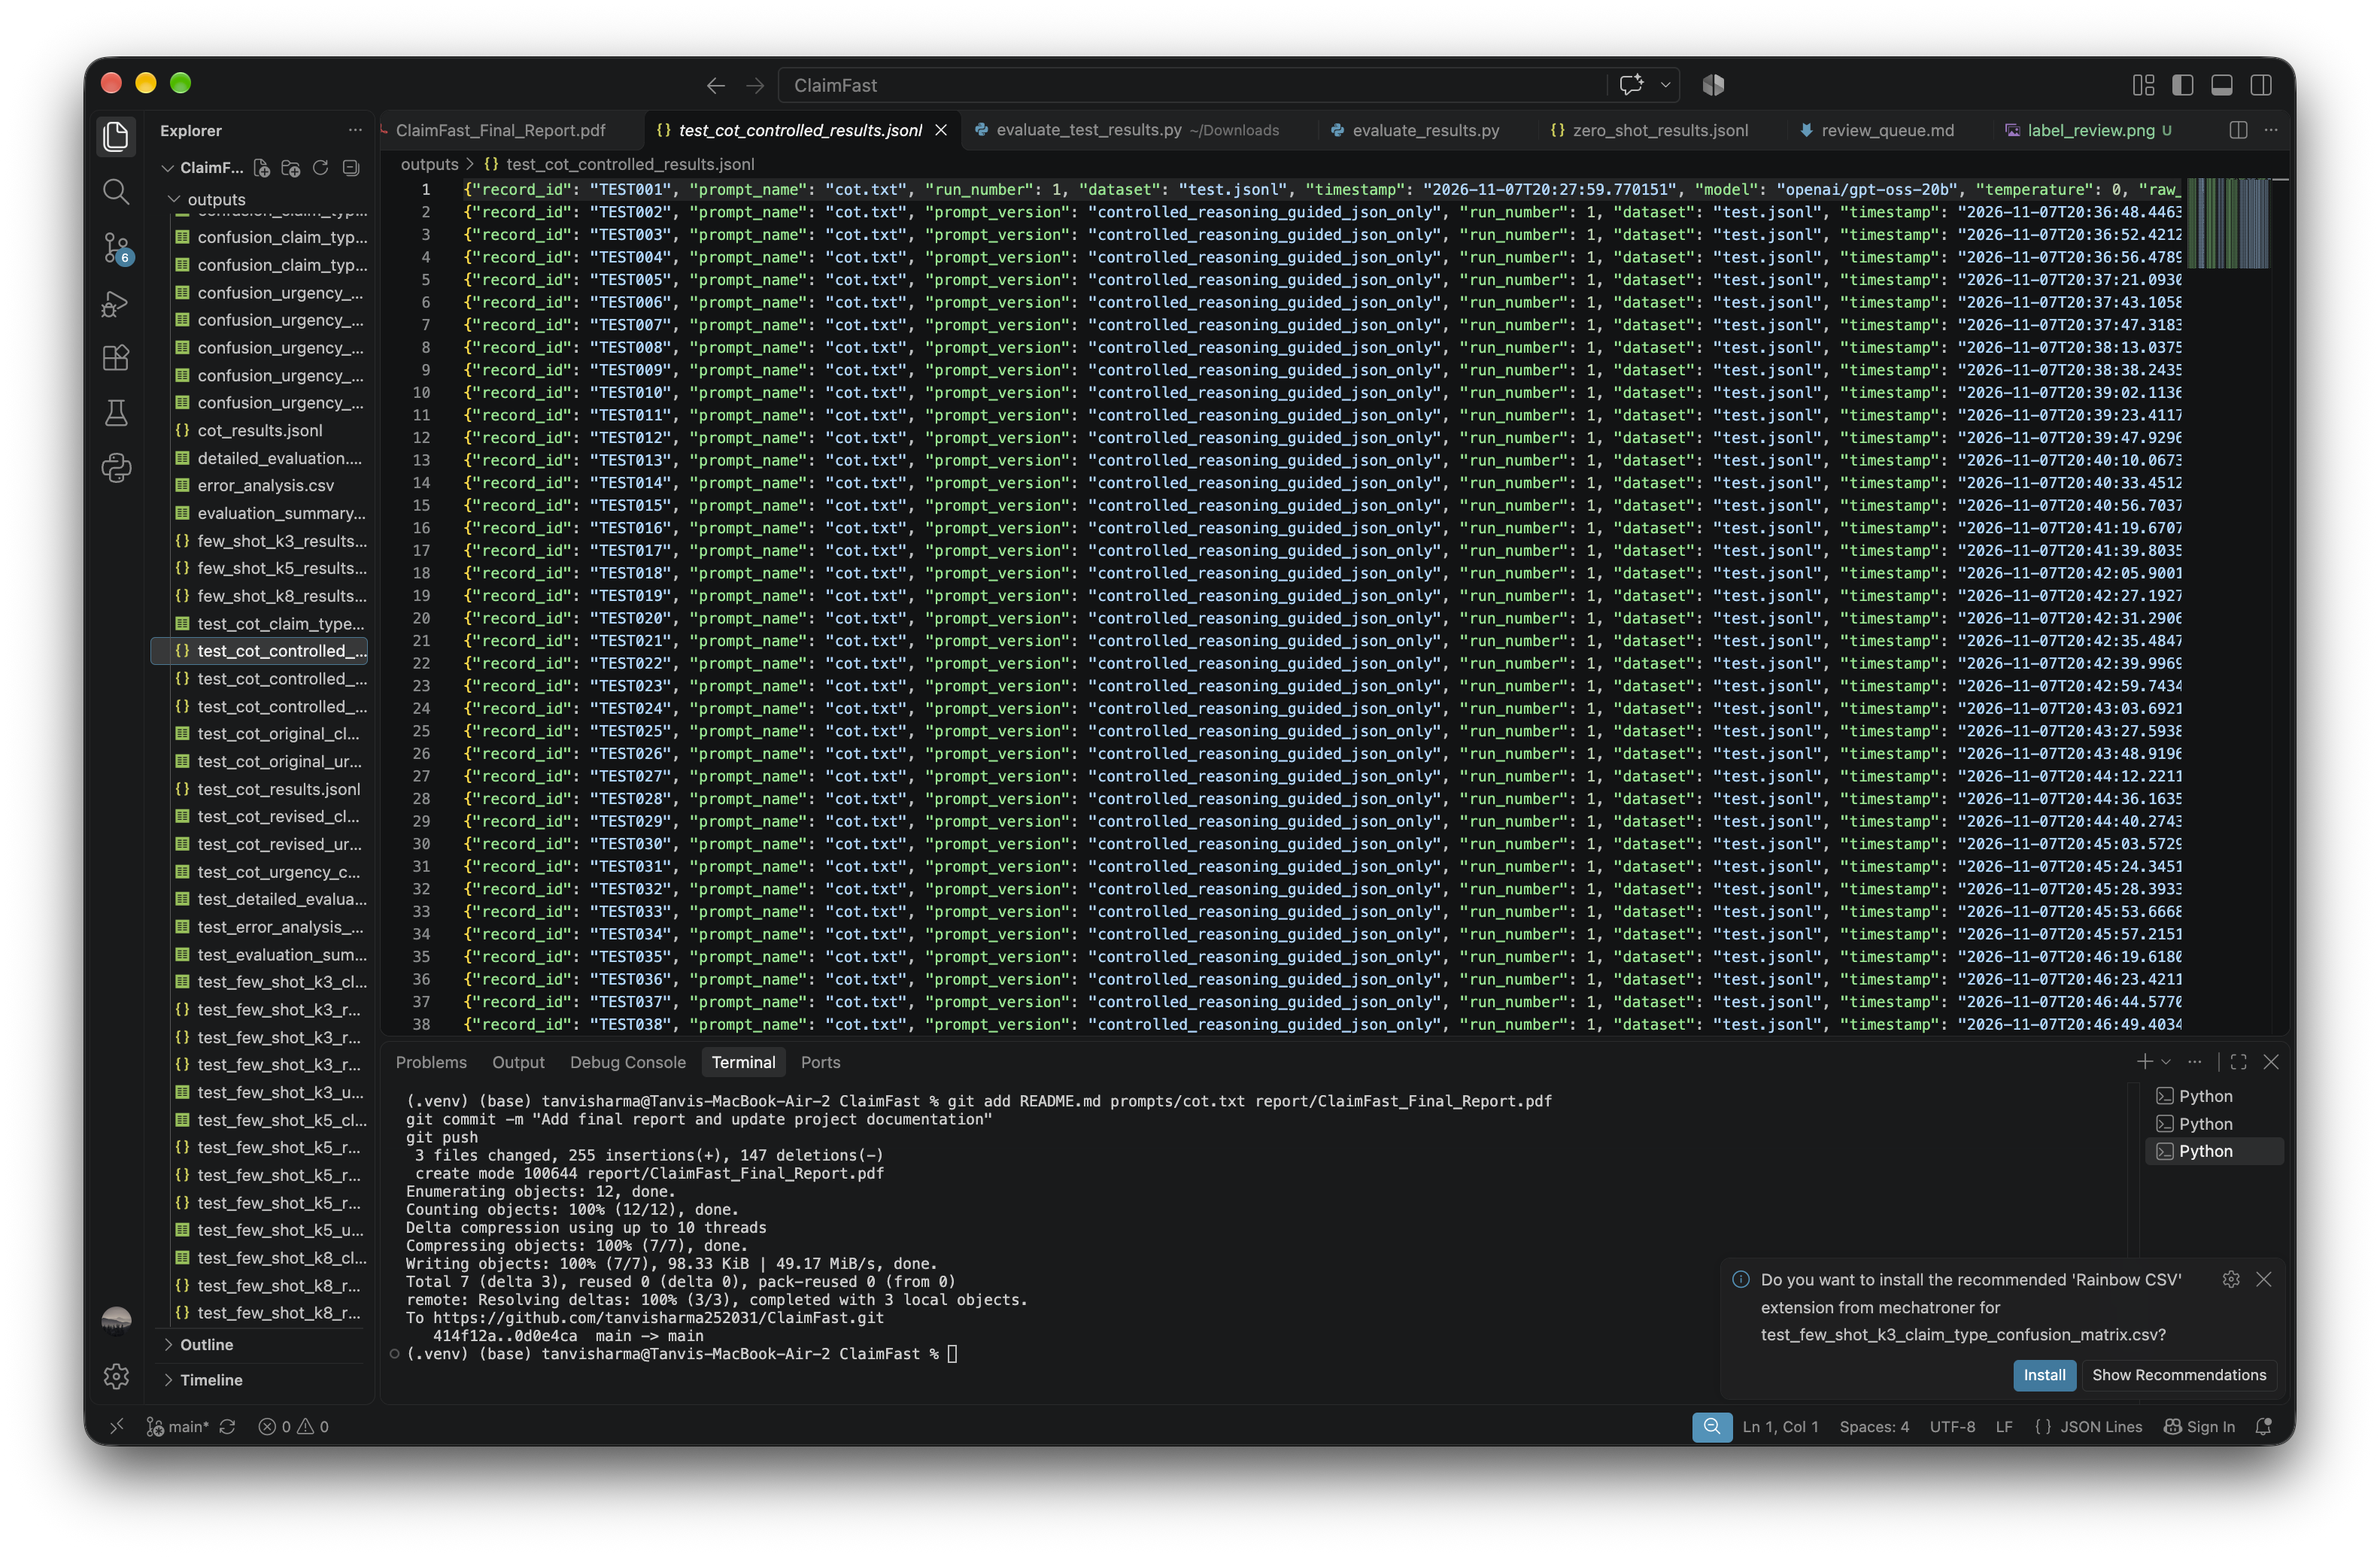 ClaimFast
Explorer
ClaimF...
outputs
confusion_claim_typ...
confusion_claim_typ...
confusion_claim_typ...
confusion_urgency_...
confusion_urgency_...
confusion_urgency_...
confusion_urgency_...
confusion_urgency_...
cot_results.jsonl
detailed_evaluation....
error_analysis.csv
evaluation_summary...
few_shot_k3_results...
few_shot_k5_results...
few_shot_k8_results...
test_cot_claim_type...
test_cot_controlled_...
test_cot_controlled_...
test_cot_controlled_...
test_cot_original_cl...
test_cot_original_ur...
test_cot_results.jsonl
test_cot_revised_cl...
test_cot_revised_ur...
test_cot_urgency_c...
test_detailed_evalua...
test_error_analysis_...
test_evaluation_sum...
test_few_shot_k3_cl...
test_few_shot_k3_r...
test_few_shot_k3_r...
test_few_shot_k3_r...
test_few_shot_k3_u...
test_few_shot_k5_cl...
test_few_shot_k5_r...
test_few_shot_k5_r...
test_few_shot_k5_r...
test_few_shot_k5_u...
test_few_shot_k8_cl...
test_few_shot_k8_r...
test_few_shot_k8_r...
Outline
Timeline
6
ClaimFast_Final_Report.pdf test_cot_controlled_results.jsonl evaluate_test_results.py ~/Downloads evaluate_results.py zero_shot_results.jsonl review_queue.md label_review.png U
outputs > {} test_cot_controlled_results.jsonl
1 {"record_id": "TEST001", "prompt_name": "cot.txt", "run_number": 1, "dataset": "test.jsonl", "timestamp": "2026-11-07T20:27:59.770151", "model": "openai/gpt-oss-20b", "temperature": 0, "raw_
2 {"record_id": "TEST002", "prompt_name": "cot.txt", "prompt_version": "controlled_reasoning_guided_json_only", "run_number": 1, "dataset": "test.jsonl", "timestamp": "2026-11-07T20:36:48.4463
3 {"record_id": "TEST003", "prompt_name": "cot.txt", "prompt_version": "controlled_reasoning_guided_json_only", "run_number": 1, "dataset": "test.jsonl", "timestamp": "2026-11-07T20:36:52.4212
4 {"record_id": "TEST004", "prompt_name": "cot.txt", "prompt_version": "controlled_reasoning_guided_json_only", "run_number": 1, "dataset": "test.jsonl", "timestamp": "2026-11-07T20:36:56.4789
5 {"record_id": "TEST005", "prompt_name": "cot.txt", "prompt_version": "controlled_reasoning_guided_json_only", "run_number": 1, "dataset": "test.jsonl", "timestamp": "2026-11-07T20:37:21.0930
6 {"record_id": "TEST006", "prompt_name": "cot.txt", "prompt_version": "controlled_reasoning_guided_json_only", "run_number": 1, "dataset": "test.jsonl", "timestamp": "2026-11-07T20:37:43.1058
7 {"record_id": "TEST007", "prompt_name": "cot.txt", "prompt_version": "controlled_reasoning_guided_json_only", "run_number": 1, "dataset": "test.jsonl", "timestamp": "2026-11-07T20:37:47.3183
8 {"record_id": "TEST008", "prompt_name": "cot.txt", "prompt_version": "controlled_reasoning_guided_json_only", "run_number": 1, "dataset": "test.jsonl", "timestamp": "2026-11-07T20:38:13.0375
9 {"record_id": "TEST009", "prompt_name": "cot.txt", "prompt_version": "controlled_reasoning_guided_json_only", "run_number": 1, "dataset": "test.jsonl", "timestamp": "2026-11-07T20:38:38.2435
10 {"record_id": "TEST010", "prompt_name": "cot.txt", "prompt_version": "controlled_reasoning_guided_json_only", "run_number": 1, "dataset": "test.jsonl", "timestamp": "2026-11-07T20:39:02.1136
11 {"record_id": "TEST011", "prompt_name": "cot.txt", "prompt_version": "controlled_reasoning_guided_json_only", "run_number": 1, "dataset": "test.jsonl", "timestamp": "2026-11-07T20:39:23.4117
12 {"record_id": "TEST012", "prompt_name": "cot.txt", "prompt_version": "controlled_reasoning_guided_json_only", "run_number": 1, "dataset": "test.jsonl", "timestamp": "2026-11-07T20:39:47.9296
13 {"record_id": "TEST013", "prompt_name": "cot.txt", "prompt_version": "controlled_reasoning_guided_json_only", "run_number": 1, "dataset": "test.jsonl", "timestamp": "2026-11-07T20:40:10.0673
14 {"record_id": "TEST014", "prompt_name": "cot.txt", "prompt_version": "controlled_reasoning_guided_json_only", "run_number": 1, "dataset": "test.jsonl", "timestamp": "2026-11-07T20:40:33.4512
15 {"record_id": "TEST015", "prompt_name": "cot.txt", "prompt_version": "controlled_reasoning_guided_json_only", "run_number": 1, "dataset": "test.jsonl", "timestamp": "2026-11-07T20:40:56.7037
16 {"record_id": "TEST016", "prompt_name": "cot.txt", "prompt_version": "controlled_reasoning_guided_json_only", "run_number": 1, "dataset": "test.jsonl", "timestamp": "2026-11-07T20:41:19.6707
17 {"record_id": "TEST017", "prompt_name": "cot.txt", "prompt_version": "controlled_reasoning_guided_json_only", "run_number": 1, "dataset": "test.jsonl", "timestamp": "2026-11-07T20:41:39.8035
18 {"record_id": "TEST018", "prompt_name": "cot.txt", "prompt_version": "controlled_reasoning_guided_json_only", "run_number": 1, "dataset": "test.jsonl", "timestamp": "2026-11-07T20:42:05.9001
19 {"record_id": "TEST019", "prompt_name": "cot.txt", "prompt_version": "controlled_reasoning_guided_json_only", "run_number": 1, "dataset": "test.jsonl", "timestamp": "2026-11-07T20:42:27.1927
20 {"record_id": "TEST020", "prompt_name": "cot.txt", "prompt_version": "controlled_reasoning_guided_json_only", "run_number": 1, "dataset": "test.jsonl", "timestamp": "2026-11-07T20:42:31.2906
21 {"record_id": "TEST021", "prompt_name": "cot.txt", "prompt_version": "controlled_reasoning_guided_json_only", "run_number": 1, "dataset": "test.jsonl", "timestamp": "2026-11-07T20:42:35.4847
22 {"record_id": "TEST022", "prompt_name": "cot.txt", "prompt_version": "controlled_reasoning_guided_json_only", "run_number": 1, "dataset": "test.jsonl", "timestamp": "2026-11-07T20:42:39.9969
23 {"record_id": "TEST023", "prompt_name": "cot.txt", "prompt_version": "controlled_reasoning_guided_json_only", "run_number": 1, "dataset": "test.jsonl", "timestamp": "2026-11-07T20:42:59.7434
24 {"record_id": "TEST024", "prompt_name": "cot.txt", "prompt_version": "controlled_reasoning_guided_json_only", "run_number": 1, "dataset": "test.jsonl", "timestamp": "2026-11-07T20:43:03.6921
25 {"record_id": "TEST025", "prompt_name": "cot.txt", "prompt_version": "controlled_reasoning_guided_json_only", "run_number": 1, "dataset": "test.jsonl", "timestamp": "2026-11-07T20:43:27.5938
26 {"record_id": "TEST026", "prompt_name": "cot.txt", "prompt_version": "controlled_reasoning_guided_json_only", "run_number": 1, "dataset": "test.jsonl", "timestamp": "2026-11-07T20:43:48.9196
27 {"record_id": "TEST027", "prompt_name": "cot.txt", "prompt_version": "controlled_reasoning_guided_json_only", "run_number": 1, "dataset": "test.jsonl", "timestamp": "2026-11-07T20:44:12.2211
28 {"record_id": "TEST028", "prompt_name": "cot.txt", "prompt_version": "controlled_reasoning_guided_json_only", "run_number": 1, "dataset": "test.jsonl", "timestamp": "2026-11-07T20:44:36.1635
29 {"record_id": "TEST029", "prompt_name": "cot.txt", "prompt_version": "controlled_reasoning_guided_json_only", "run_number": 1, "dataset": "test.jsonl", "timestamp": "2026-11-07T20:44:40.2743
30 {"record_id": "TEST030", "prompt_name": "cot.txt", "prompt_version": "controlled_reasoning_guided_json_only", "run_number": 1, "dataset": "test.jsonl", "timestamp": "2026-11-07T20:45:03.5729
31 {"record_id": "TEST031", "prompt_name": "cot.txt", "prompt_version": "controlled_reasoning_guided_json_only", "run_number": 1, "dataset": "test.jsonl", "timestamp": "2026-11-07T20:45:24.3451
32 {"record_id": "TEST032", "prompt_name": "cot.txt", "prompt_version": "controlled_reasoning_guided_json_only", "run_number": 1, "dataset": "test.jsonl", "timestamp": "2026-11-07T20:45:28.3933
33 {"record_id": "TEST033", "prompt_name": "cot.txt", "prompt_version": "controlled_reasoning_guided_json_only", "run_number": 1, "dataset": "test.jsonl", "timestamp": "2026-11-07T20:45:53.6668
34 {"record_id": "TEST034", "prompt_name": "cot.txt", "prompt_version": "controlled_reasoning_guided_json_only", "run_number": 1, "dataset": "test.jsonl", "timestamp": "2026-11-07T20:45:57.2151
35 {"record_id": "TEST035", "prompt_name": "cot.txt", "prompt_version": "controlled_reasoning_guided_json_only", "run_number": 1, "dataset": "test.jsonl", "timestamp": "2026-11-07T20:46:19.6180
36 {"record_id": "TEST036", "prompt_name": "cot.txt", "prompt_version": "controlled_reasoning_guided_json_only", "run_number": 1, "dataset": "test.jsonl", "timestamp": "2026-11-07T20:46:23.4211
37 {"record_id": "TEST037", "prompt_name": "cot.txt", "prompt_version": "controlled_reasoning_guided_json_only", "run_number": 1, "dataset": "test.jsonl", "timestamp": "2026-11-07T20:46:44.5770
38 {"record_id": "TEST038", "prompt_name": "cot.txt", "prompt_version": "controlled_reasoning_guided_json_only", "run_number": 1, "dataset": "test.jsonl", "timestamp": "2026-11-07T20:46:49.4034
Problems Output Debug Console Terminal Ports
(.venv) (base) tanvisharma@Tanvis-MacBook-Air-2 ClaimFast % git add README.md prompts/cot.txt report/ClaimFast_Final_Report.pdf
git commit -m "Add final report and update project documentation"
git push
3 files changed, 255 insertions(+), 147 deletions(-)
create mode 100644 report/ClaimFast_Final_Report.pdf
Enumerating objects: 12, done.
Counting objects: 100% (12/12), done.
Delta compression using up to 10 threads
Compressing objects: 100% (7/7), done.
Writing objects: 100% (7/7), 98.33 KiB | 49.17 MiB/s, done.
Total 7 (delta 3), reused 0 (delta 0), pack-reused 0 (from 0)
remote: Resolving deltas: 100% (3/3), completed with 3 local objects.
To https://github.com/tanvisharma252031/ClaimFast.git
414f12a..0d0e4ca main -> main
(.venv) (base) tanvisharma@Tanvis-MacBook-Air-2 ClaimFast %
Python
Python
Python
Do you want to install the recommended 'Rainbow CSV'
extension from mechatroner for
test_few_shot_k3_claim_type_confusion_matrix.csv?
Install Show Recommendations
main* 0 0 Ln 1, Col 1 Spaces: 4 UTF-8 LF {} JSON Lines Sign In